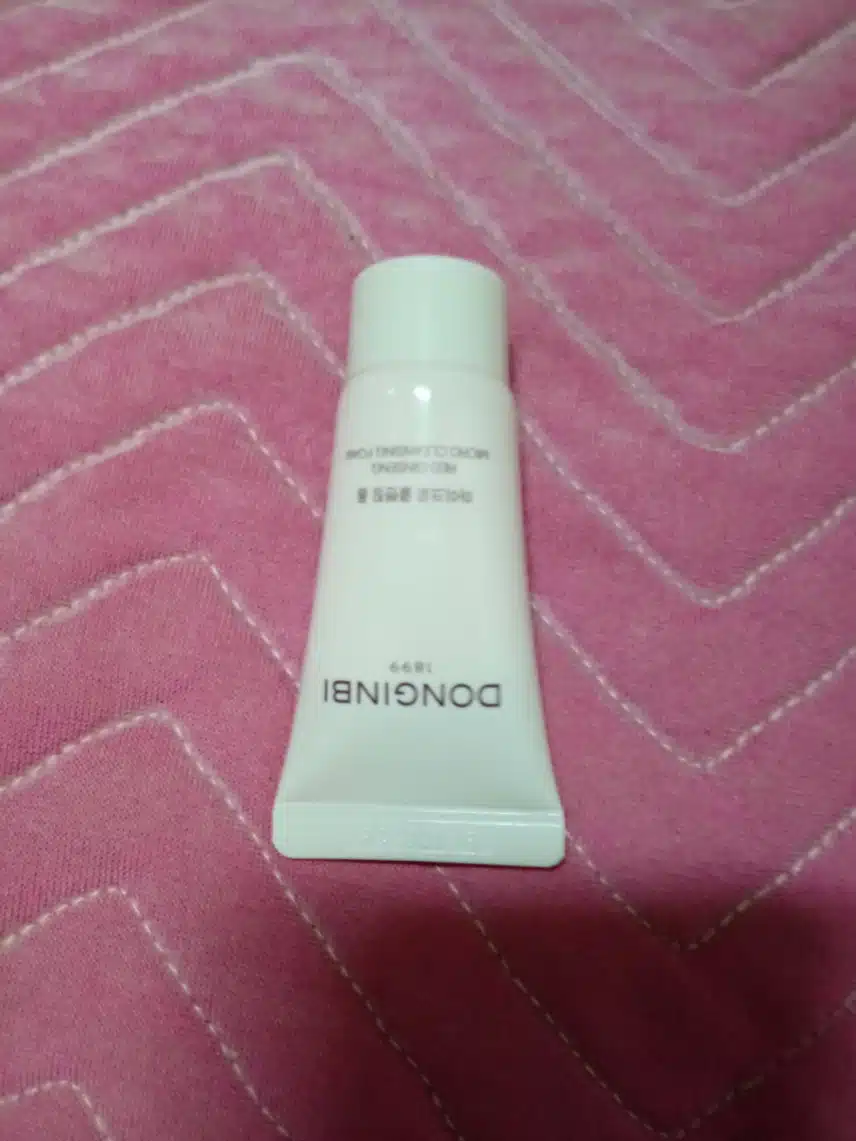 DONGINBI
1899
마이크로 클렌징 폼
RED GINSENG
MICRO CLEANSING FOAM